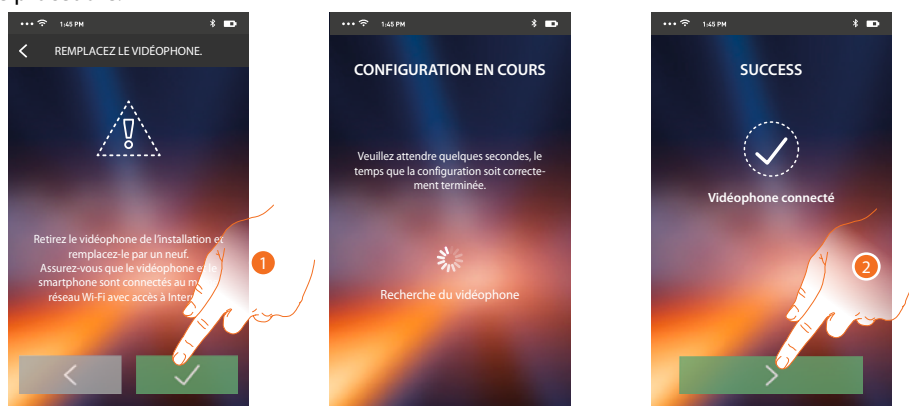 1:45 PM
REMPLACEZ LE VIDÉOPHONE.
Retirez le vidéophone de l'installation et
remplacez-le par un neuf.
Assurez-vous que le vidéophone et le
smartphone sont connectés au m
réseau Wi-Fi avec accès à Inter
1
1:45 PM
CONFIGURATION EN COURS
Veuillez attendre quelques secondes, le
temps que la configuration soit correcte-
ment terminée.
Recherche du vidéophone
1:45 PM
SUCCESS
Vidéophone connecté
2